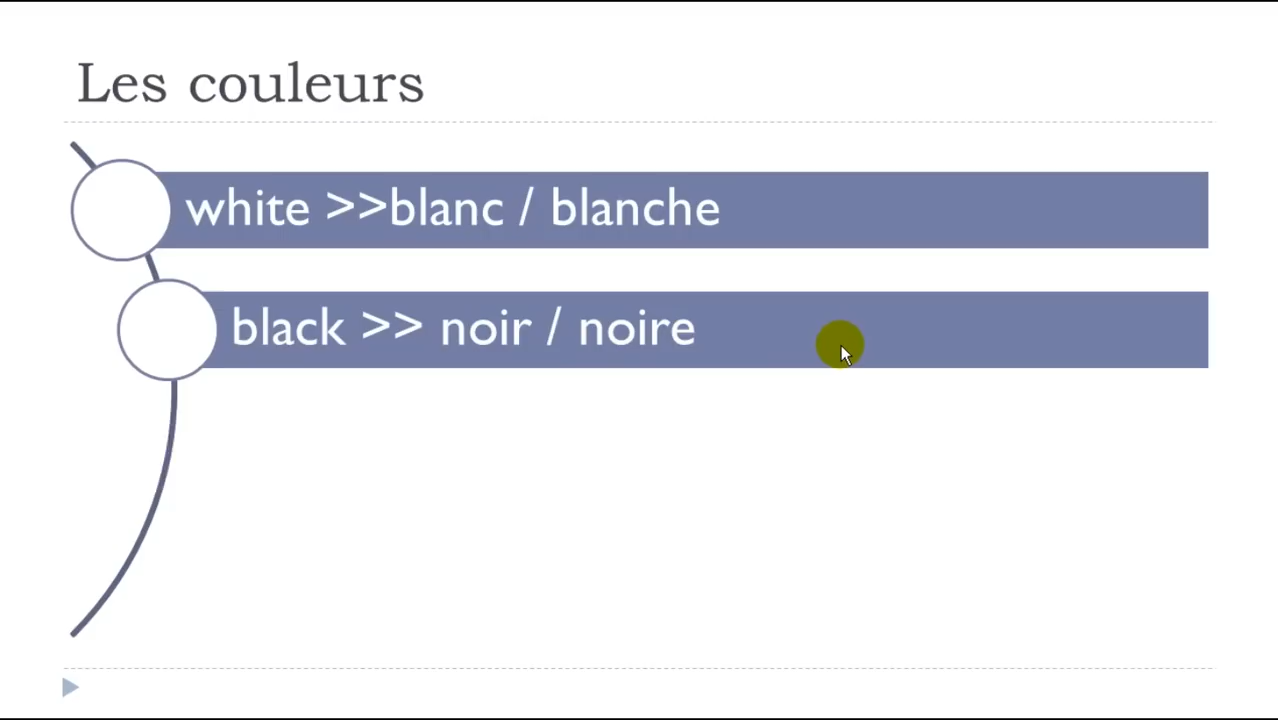 Les couleurs
white >>blanc / blanche
black >> noir / noire